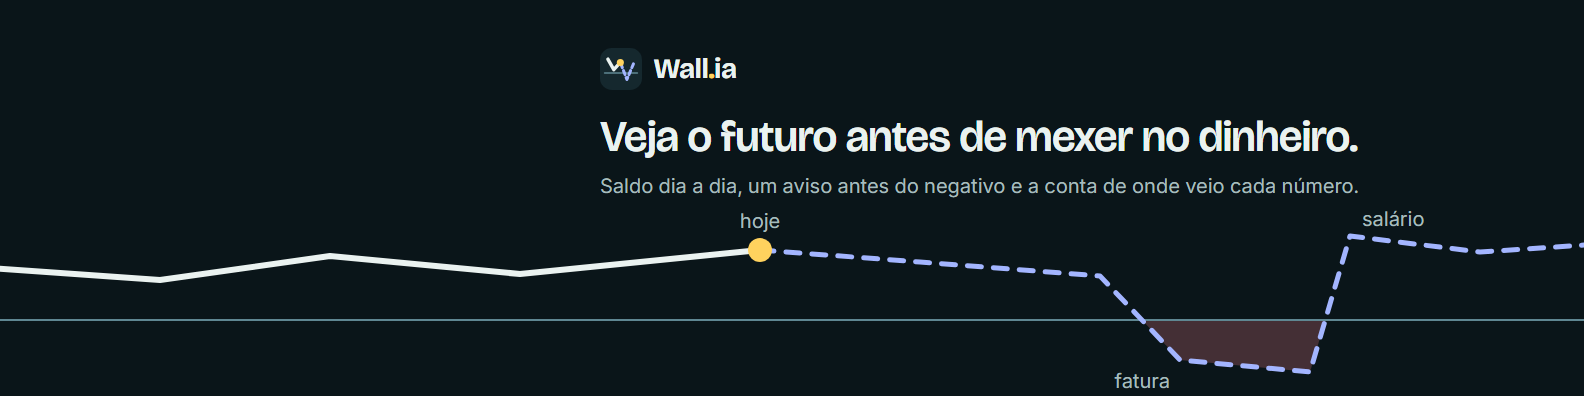 Wall.ia
Veja o futuro antes de mexer no dinheiro.
Saldo dia a dia, um aviso antes do negativo e a conta de onde veio cada número.
hoje
salário
fatura